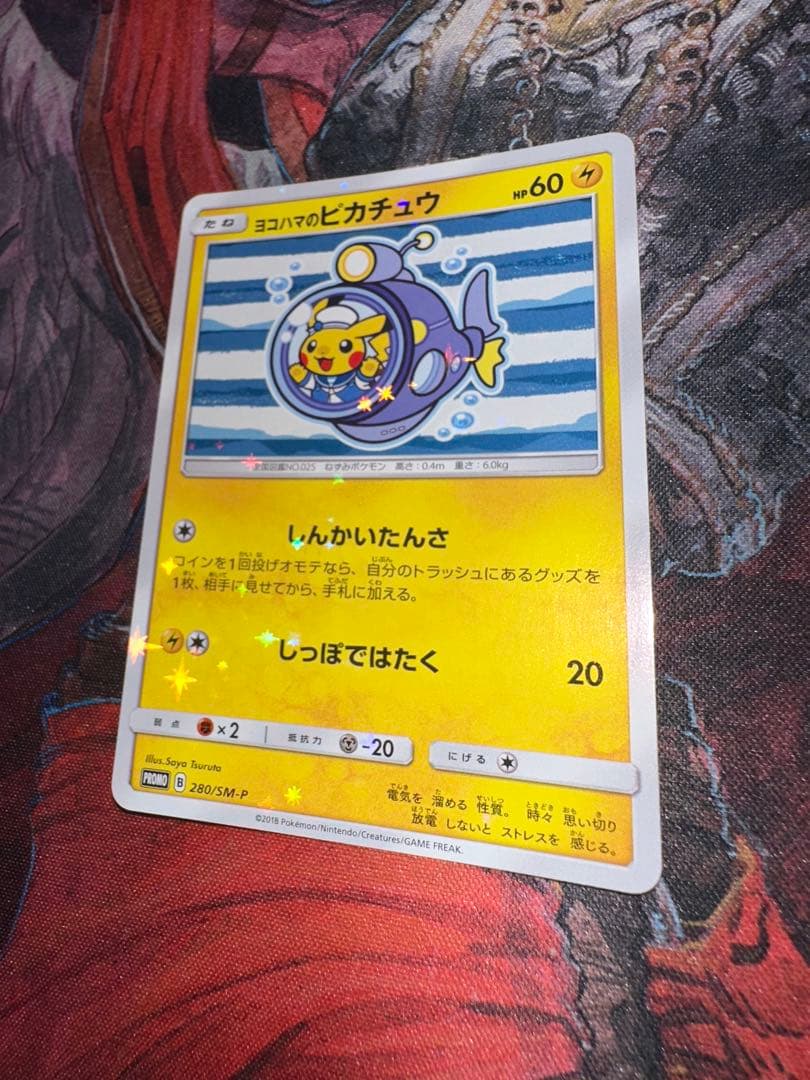 たね ヨコハマのピカチュウ HP60
全国図鑑NO.025 ねずみポケモン 高さ:0.4m 重さ:6.0kg
しんかいたんさ
コインを1回投げオモテなら、自分のトラッシュにあるグッズを
1枚、相手に見せてから、手札に加える。
しっぽではたく 20
弱点 ×2 抵抗力 -20 にげる
Illus.Saya Tsuruta
PROMO B 280/SM-P
電気を 溜める 性質。 時々 思い切り
放電 しないと ストレスを 感じる。
©2018 Pokémon/Nintendo/Creatures/GAME FREAK.